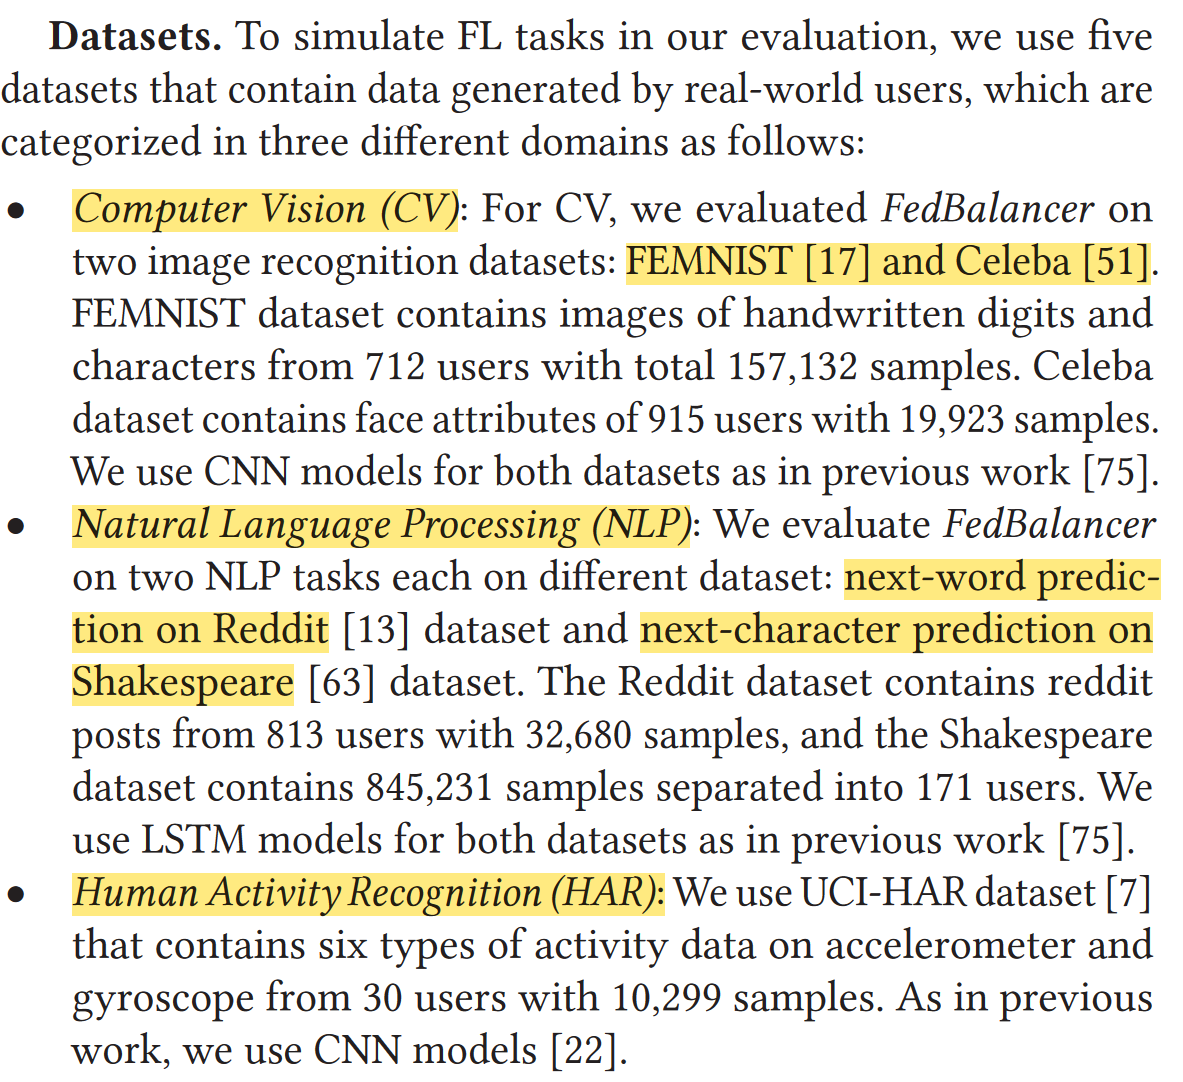 Datasets. To simulate FL tasks in our evaluation, we use five
datasets that contain data generated by real-world users, which are
categorized in three different domains as follows:
• Computer Vision (CV): For CV, we evaluated FedBalancer on
two image recognition datasets: FEMNIST [17] and Celeba [51].
FEMNIST dataset contains images of handwritten digits and
characters from 712 users with total 157,132 samples. Celeba
dataset contains face attributes of 915 users with 19,923 samples.
We use CNN models for both datasets as in previous work [75].
• Natural Language Processing (NLP): We evaluate FedBalancer
on two NLP tasks each on different dataset: next-word predic-
tion on Reddit [13] dataset and next-character prediction on
Shakespeare [63] dataset. The Reddit dataset contains reddit
posts from 813 users with 32,680 samples, and the Shakespeare
dataset contains 845,231 samples separated into 171 users. We
use LSTM models for both datasets as in previous work [75].
• Human Activity Recognition (HAR): We use UCI-HAR dataset [7]
that contains six types of activity data on accelerometer and
gyroscope from 30 users with 10,299 samples. As in previous
work, we use CNN models [22].